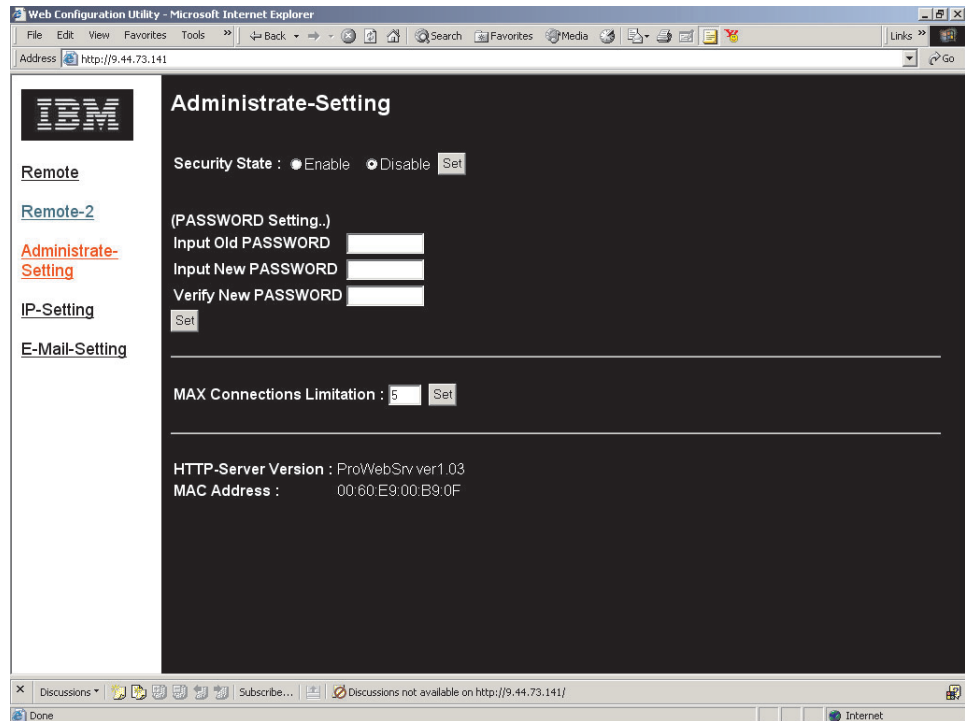 Web Configuration Utility - Microsoft Internet Explorer
File Edit View Favorites Tools » Back Search Favorites Media Links »
Address http://9.44.73.141 Go
IBM
Administrate-Setting
Security State : Enable Disable Set
Remote
Remote-2
Administrate-
Setting
IP-Setting
E-Mail-Setting
(PASSWORD Setting..)
Input Old PASSWORD
Input New PASSWORD
Verify New PASSWORD
Set
MAX Connections Limitation : 5 Set
HTTP-Server Version : ProWebSrv ver1.03
MAC Address : 00:60:E9:00:B9:0F
Discussions Subscribe... Discussions not available on http://9.44.73.141/
Done Internet